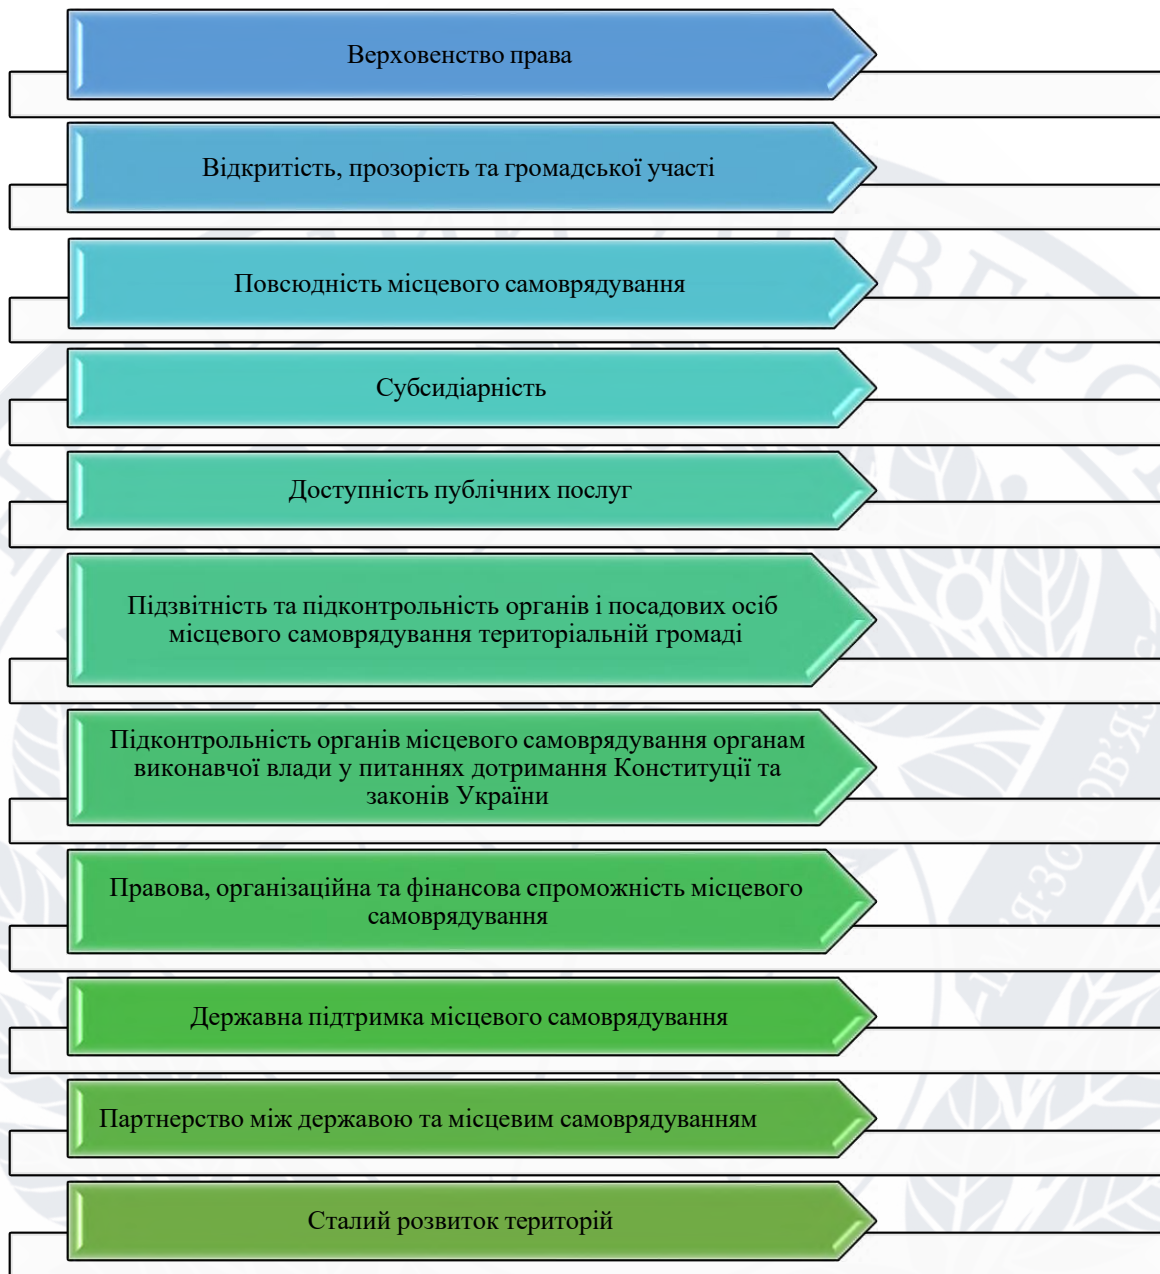 Верховенство права
Відкритість, прозорість та громадської участі
Повсюдність місцевого самоврядування
Субсидіарність
Доступність публічних послуг
Підзвітність та підконтрольність органів і посадових осіб
місцевого самоврядування територіальній громаді
Підконтрольність органів місцевого самоврядування органам
виконавчої влади у питаннях дотримання Конституції та
законів України
Правова, організаційна та фінансова спроможність місцевого
самоврядування
Державна підтримка місцевого самоврядування
Партнерство між державою та місцевим самоврядуванням
Сталий розвиток територій